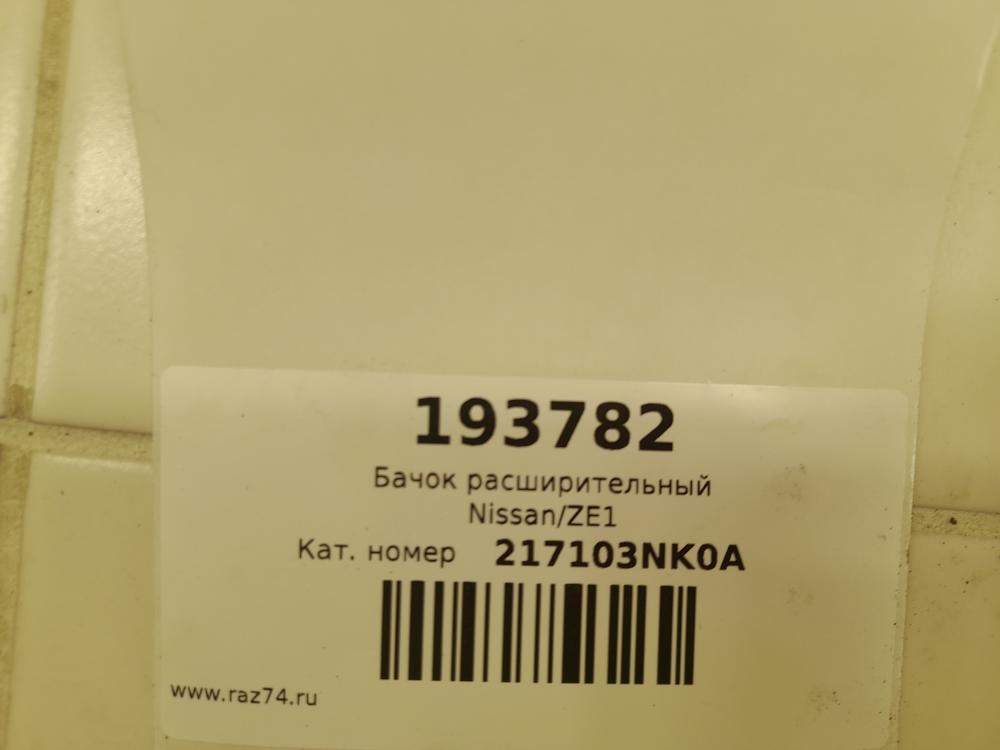 193782
Бачок расширительный
Nissan/ZE1
Кат. номер 217103NK0A
www.raz74.ru